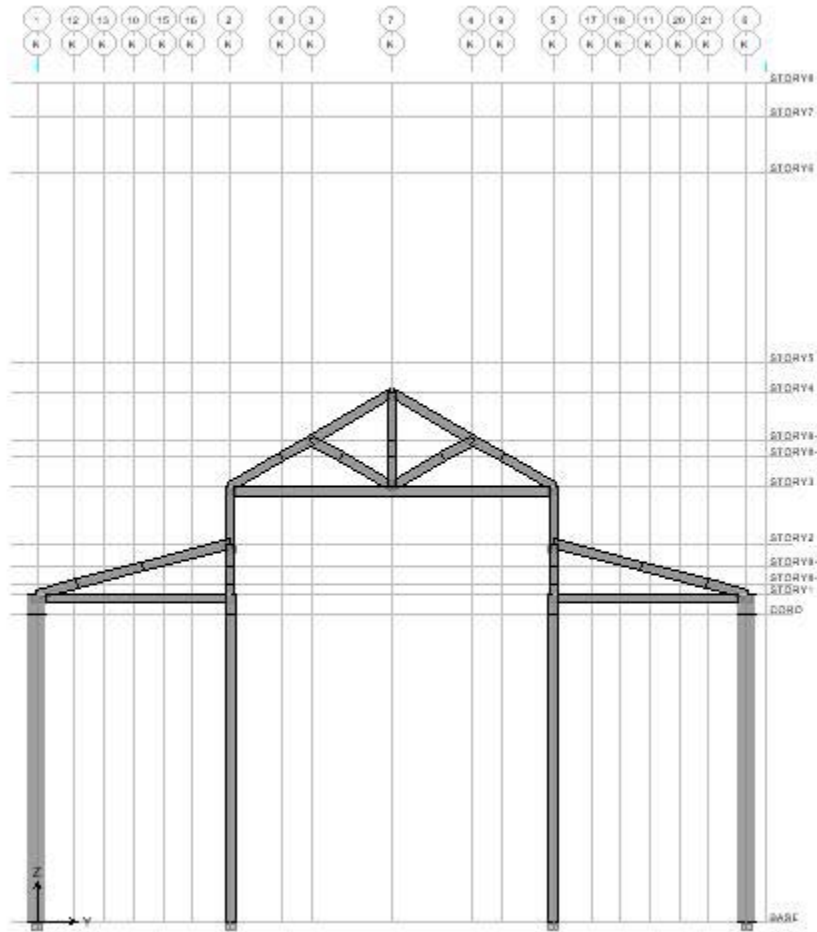 1 12 13 10 15 16 2 8 3 7 4 9 5 17 18 11 20 21 6
K K K K K K K K K K K K K K K K K K K
STORY8
STORY7
STORY6
STORY5
STORY4
STORY3
STORY2
STORY1
CORO
Z
Y
BASE